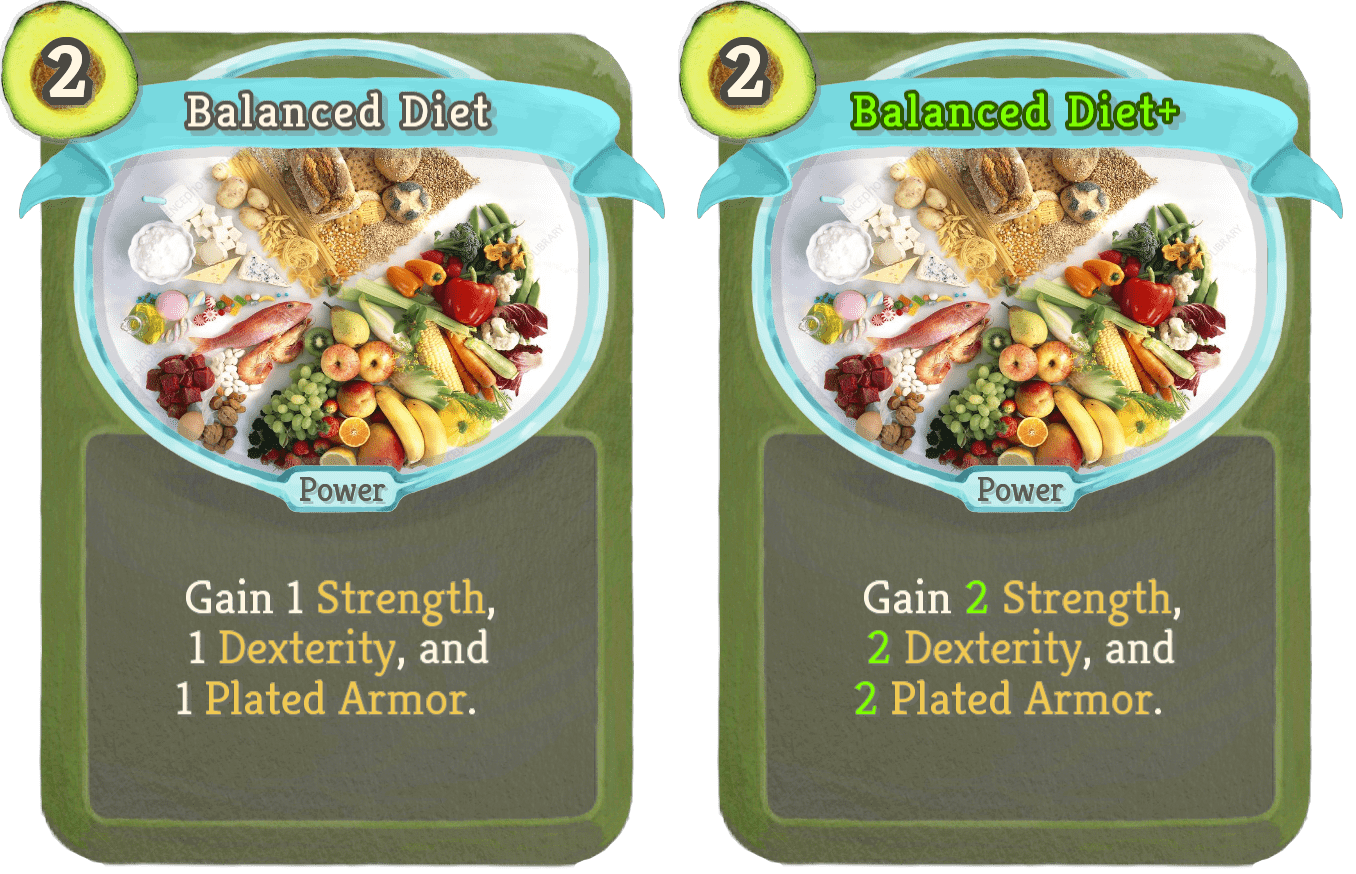 2
Balanced Diet
Power
Gain 1 Strength,
1 Dexterity, and
1 Plated Armor.
2
Balanced Diet+
LIBRARY
Power
Gain 2 Strength,
2 Dexterity, and
2 Plated Armor.